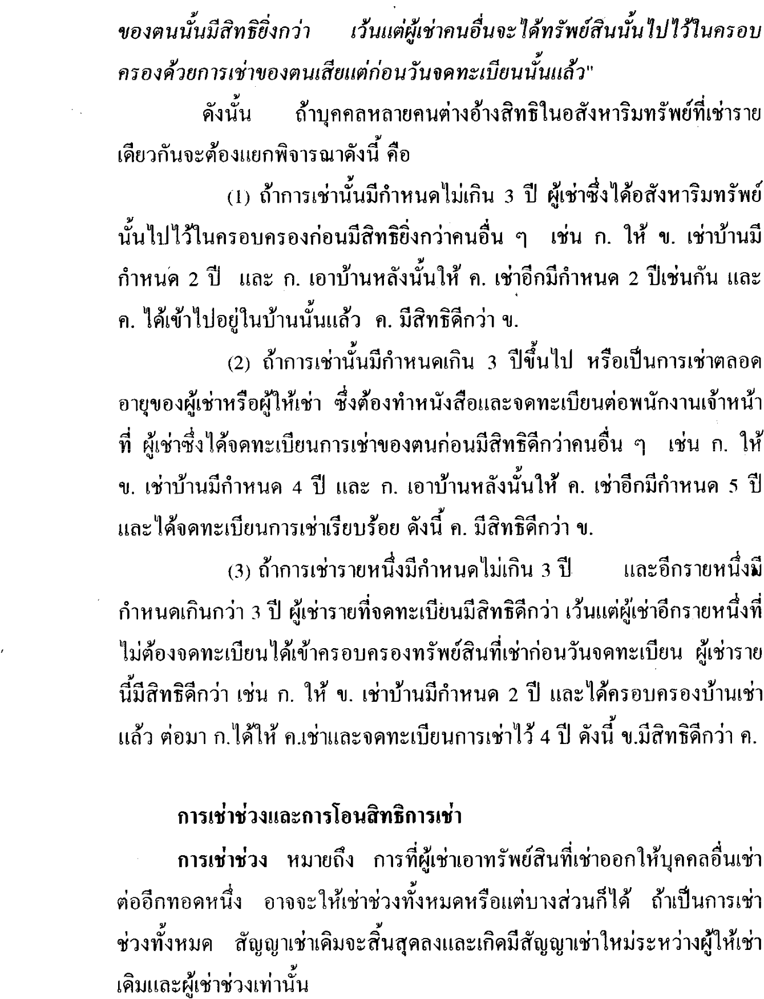 ของตนนั้นมีสิทธิยิ่งกว่า เว้นแต่ผู้เช่าคนอื่นจะได้ทรัพย์สินนั้นไปไว้ในครอบ
ครองด้วยการเช่าของตนเสียแต่ก่อนวันจดทะเบียนนั้นแล้ว"
ดังนั้น ถ้าบุคคลหลายคนต่างอ้างสิทธิในอสังหาริมทรัพย์ที่เช่าราย
เดียวกันจะต้องแยกพิจารณาดังนี้ คือ
(1) ถ้าการเช่านั้นมีกำหนดไม่เกิน 3 ปี ผู้เช่าซึ่งได้อสังหาริมทรัพย์
นั้นไปไว้ในครอบครองก่อนมีสิทธิยิ่งกว่าคนอื่น ๆ เช่น ก. ให้ ข. เช่าบ้านมี
กำหนด 2 ปี และ ก. เอาบ้านหลังนั้นให้ ค. เช่าอีกมีกำหนด 2 ปีเช่นกัน และ
ค. ได้เข้าไปอยู่ในบ้านนั้นแล้ว ค. มีสิทธิดีกว่า ข.
(2) ถ้าการเช่านั้นมีกำหนดเกิน 3 ปีขึ้นไป หรือเป็นการเช่าตลอด
อายุของผู้เช่าหรือผู้ให้เช่า ซึ่งต้องทำหนังสือและจดทะเบียนต่อพนักงานเจ้าหน้า
ที่ ผู้เช่าซึ่งได้จดทะเบียนการเช่าของตนก่อนมีสิทธิดีกว่าคนอื่น ๆ เช่น ก. ให้
ข. เช่าบ้านมีกำหนด 4 ปี และ ก. เอาบ้านหลังนั้นให้ ค. เช่าอีกมีกำหนด 5 ปี
และได้จดทะเบียนการเช่าเรียบร้อย ดังนี้ ค. มีสิทธิดีกว่า ข.
(3) ถ้าการเช่ารายหนึ่งมีกำหนดไม่เกิน 3 ปี และอีกรายหนึ่งมี
กำหนดเกินกว่า 3 ปี ผู้เช่ารายที่จดทะเบียนมีสิทธิดีกว่า เว้นแต่ผู้เช่าอีกรายหนึ่งที่
ไม่ต้องจดทะเบียนได้เข้าครอบครองทรัพย์สินที่เช่าก่อนวันจดทะเบียน ผู้เช่าราย
นี้มีสิทธิดีกว่า เช่น ก. ให้ ข. เช่าบ้านมีกำหนด 2 ปี และได้ครอบครองบ้านเช่า
แล้ว ต่อมา ก.ได้ให้ ค.เช่าและจดทะเบียนการเช่าไว้ 4 ปี ดังนี้ ข.มีสิทธิดีกว่า ค.
การเช่าช่วงและการโอนสิทธิการเช่า
การเช่าช่วง หมายถึง การที่ผู้เช่าเอาทรัพย์สินที่เช่าออกให้บุคคลอื่นเช่า
ต่ออีกทอดหนึ่ง อาจจะให้เช่าช่วงทั้งหมดหรือแต่บางส่วนก็ได้ ถ้าเป็นการเช่า
ช่วงทั้งหมด สัญญาเช่าเดิมจะสิ้นสุดลงและเกิดมีสัญญาเช่าใหม่ระหว่างผู้ให้เช่า
เดิมและผู้เช่าช่วงเท่านั้น